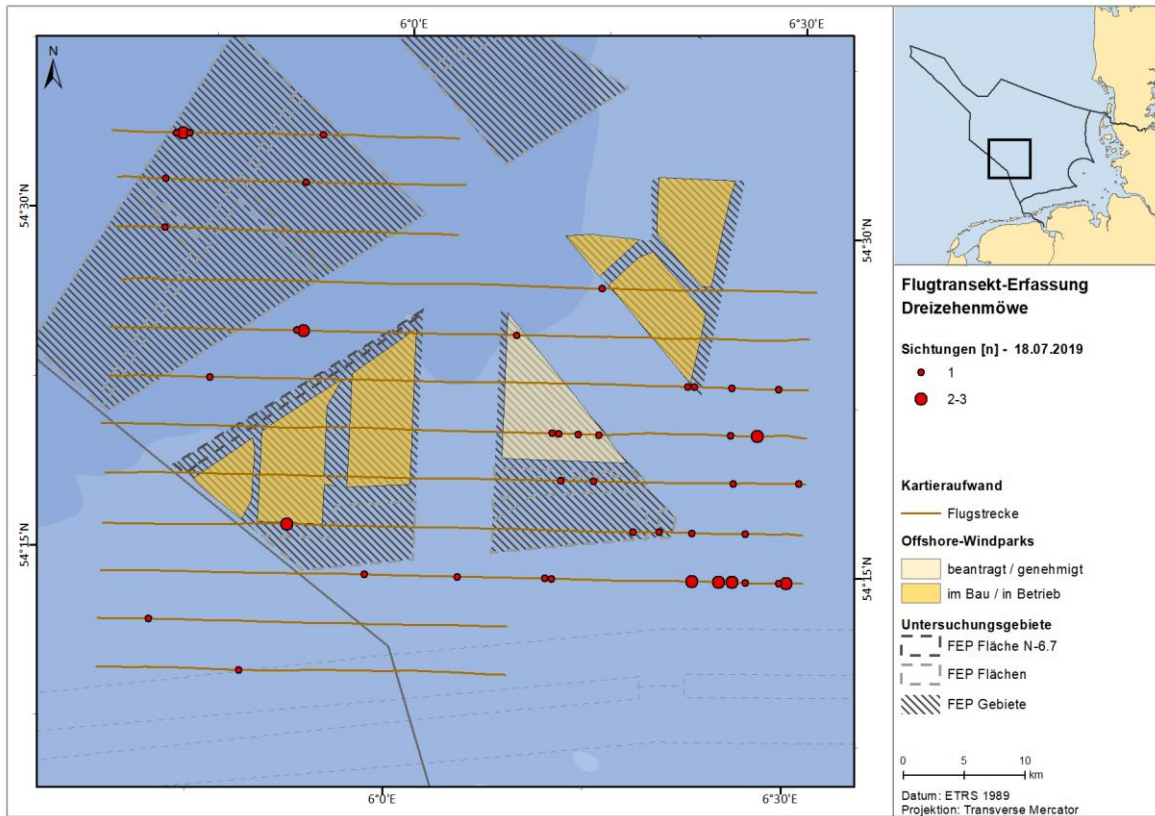 6°0'E
6°30'E
N
54°30'N
54°30'N
54°15'N
54°15'N
6°0'E
6°30'E
Flugtransekt-Erfassung
Dreizehenmöwe
Sichtungen [n] - 18.07.2019
1
2-3
Kartieraufwand
Flugstrecke
Offshore-Windparks
beantragt / genehmigt
im Bau / in Betrieb
Untersuchungsgebiete
FEP Fläche N-6.7
FEP Flächen
FEP Gebiete
0 5 10
km
Datum: ETRS 1989
Projektion: Transverse Mercator